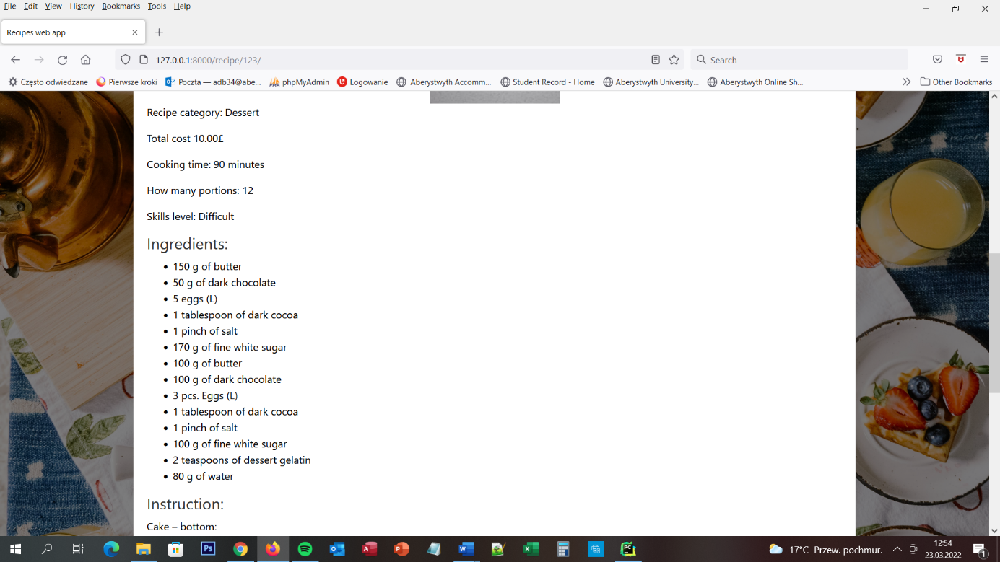 File Edit View History Bookmarks Tools Help
Recipes web app
127.0.0.1:8000/recipe/123/
Search
Często odwiedzane Pierwsze kroki Poczta — adb34@abe... phpMyAdmin Logowanie Aberystwyth Accomm... Student Record - Home Aberystwyth University... Aberystwyth Online Sh... Other Bookmarks
Recipe category: Dessert
Total cost 10.00£
Cooking time: 90 minutes
How many portions: 12
Skills level: Difficult
Ingredients:
• 150 g of butter
• 50 g of dark chocolate
• 5 eggs (L)
• 1 tablespoon of dark cocoa
• 1 pinch of salt
• 170 g of fine white sugar
• 100 g of butter
• 100 g of dark chocolate
• 3 pcs. Eggs (L)
• 1 tablespoon of dark cocoa
• 1 pinch of salt
• 100 g of fine white sugar
• 2 teaspoons of dessert gelatin
• 80 g of water
Instruction:
Cake – bottom:
Ps
PC
17°C Przew. pochmur.
12:54
23.03.2022
1